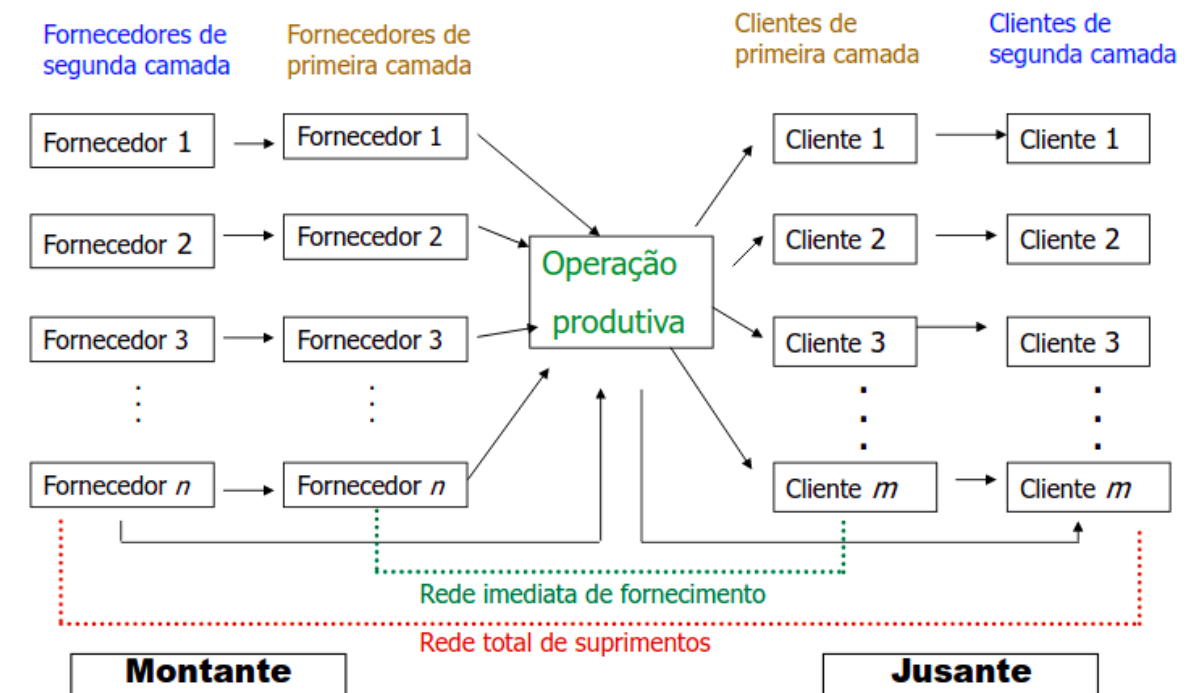 Fornecedores de
segunda camada
Fornecedores de
primeira camada
Clientes de
primeira camada
Clientes de
segunda camada
Fornecedor 1
Fornecedor 1
Cliente 1
Cliente 1
Fornecedor 2
Fornecedor 2
Cliente 2
Cliente 2
Operação
produtiva
Fornecedor 3
Fornecedor 3
Cliente 3
Cliente 3
Fornecedor n
Fornecedor n
Cliente m
Cliente m
Rede imediata de fornecimento
Rede total de suprimentos
Montante
Jusante